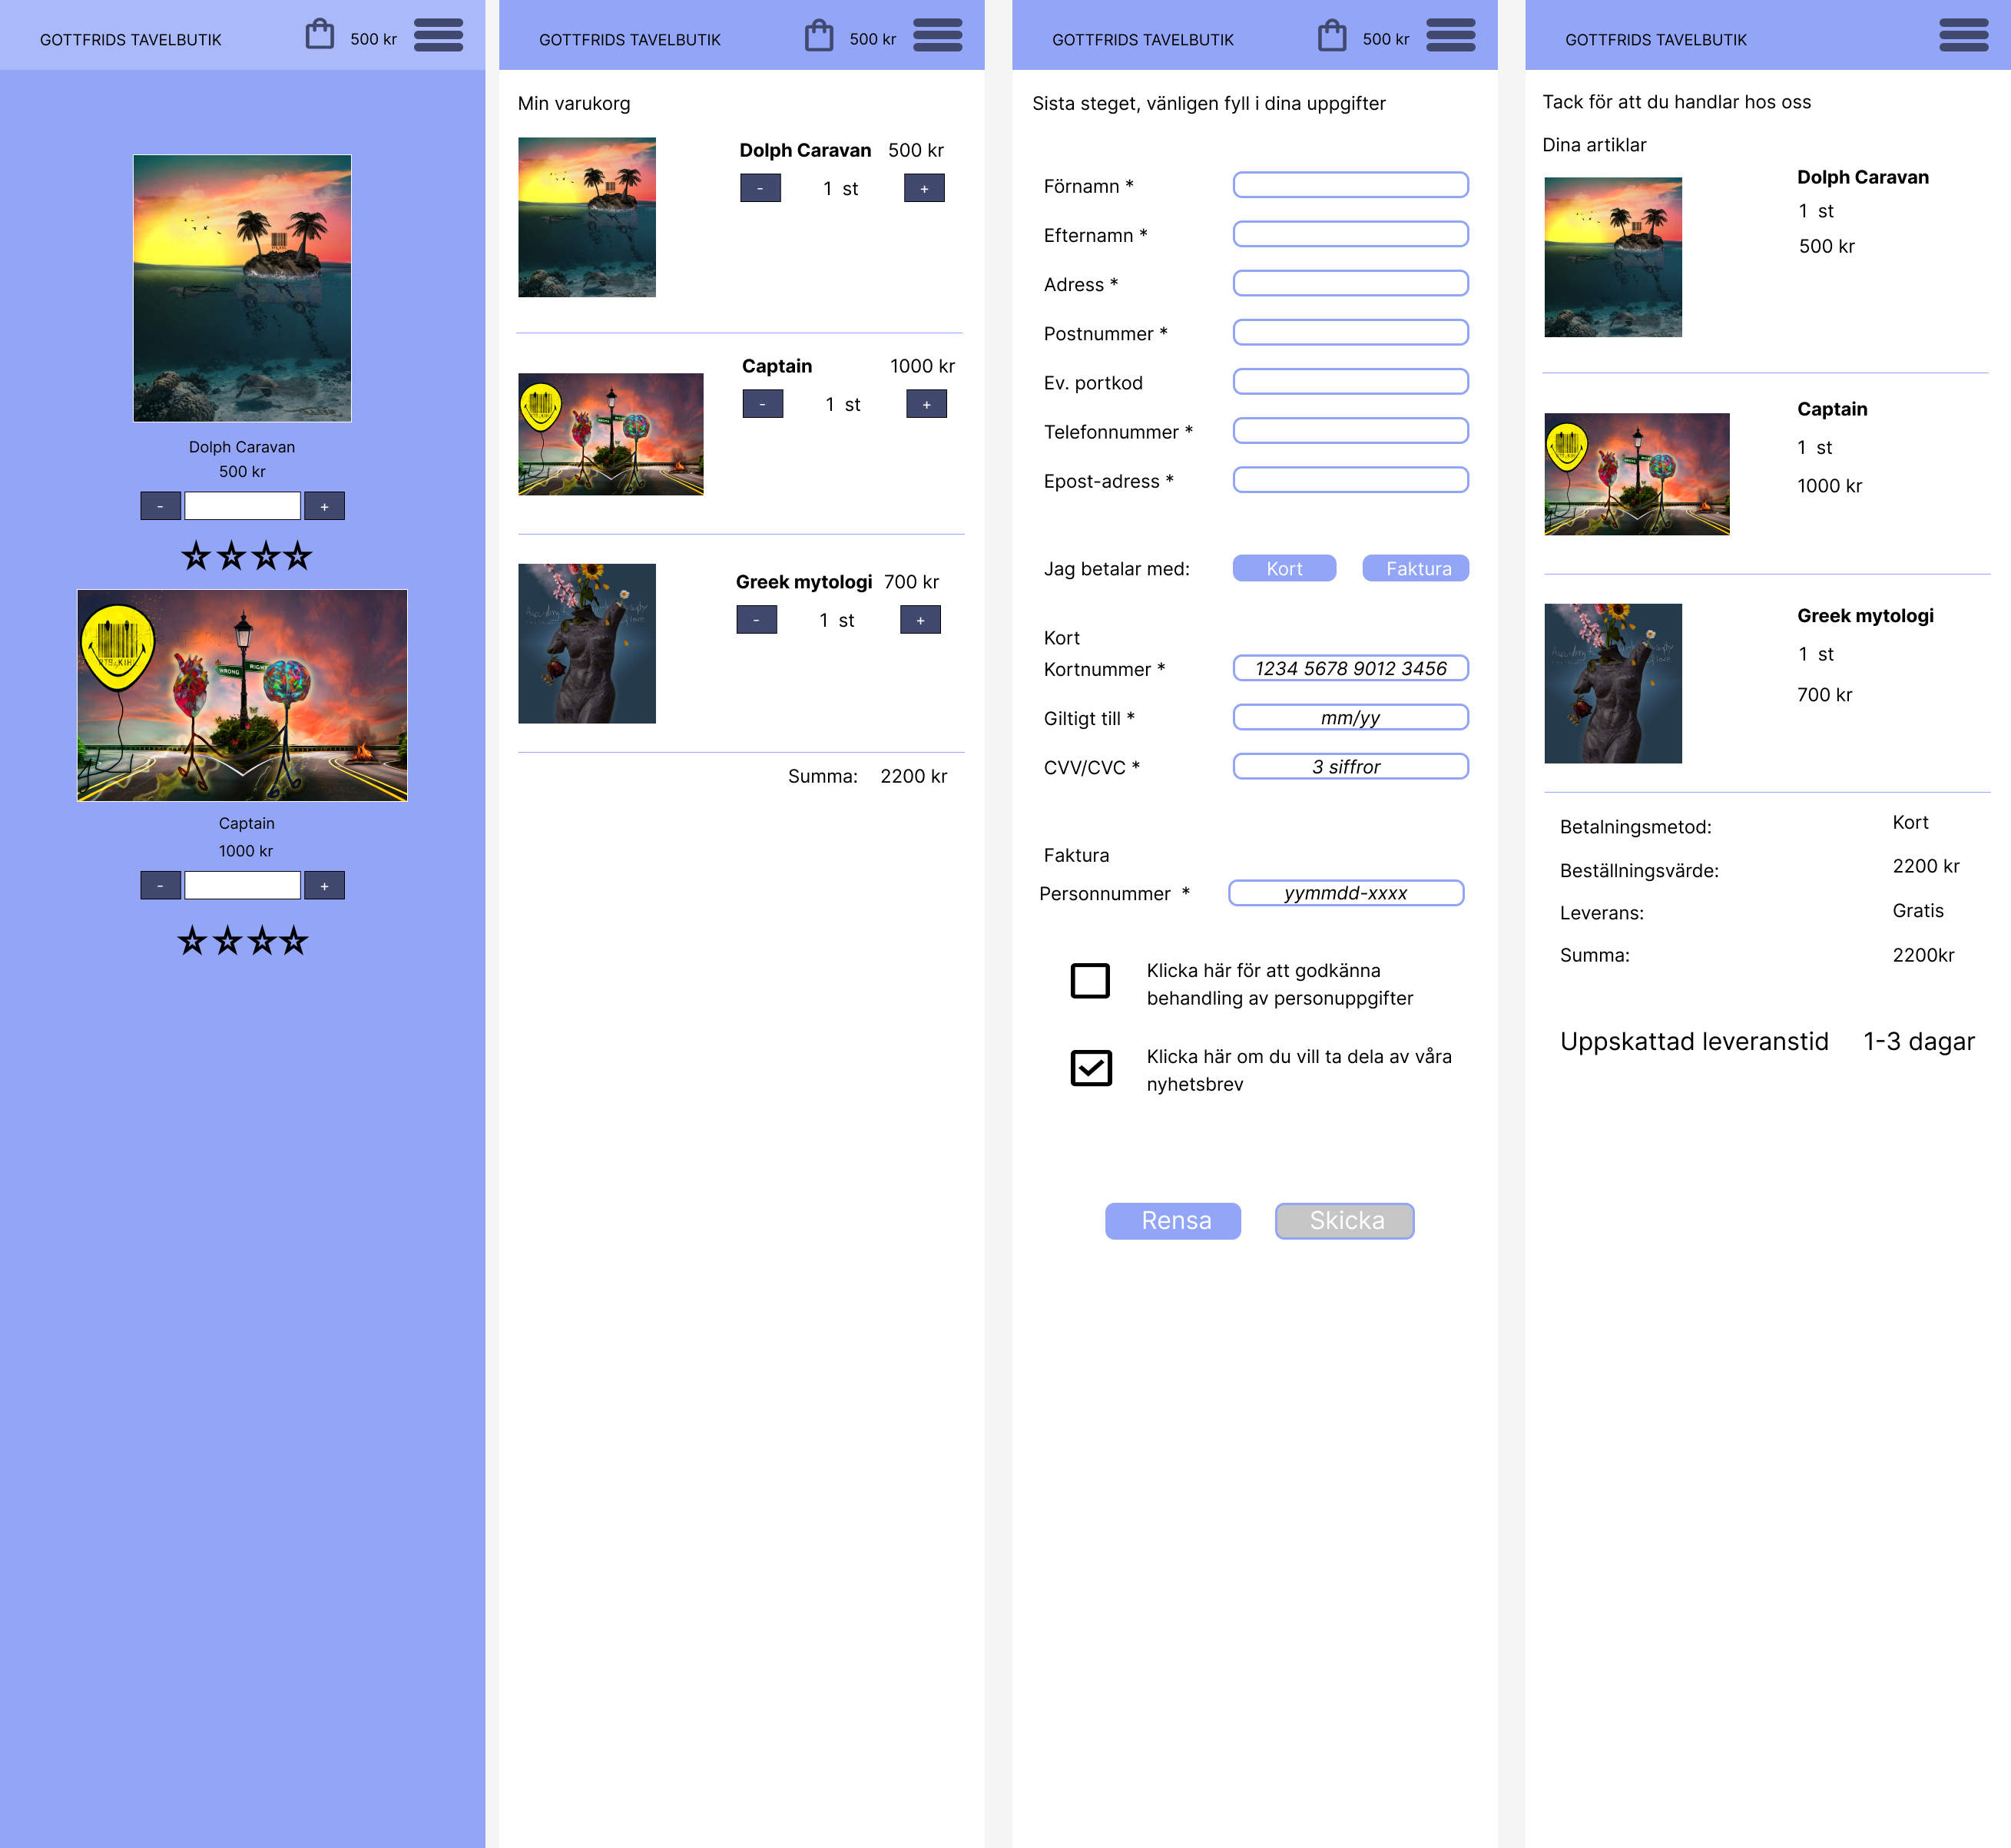 GOTTFRIDS TAVELBUTIK
500 kr
Dolph Caravan
500 kr
-
+
WRONG
RIGHT
Captain
1000 kr
-
+
GOTTFRIDS TAVELBUTIK
500 kr
Min varukorg
Dolph Caravan 500 kr
- 1 st +
Captain 1000 kr
- 1 st +
Greek mytologi 700 kr
- 1 st +
Summa: 2200 kr
GOTTFRIDS TAVELBUTIK
500 kr
Sista steget, vänligen fyll i dina uppgifter
Förnamn *
Efternamn *
Adress *
Postnummer *
Ev. portkod
Telefonnummer *
Epost-adress *
Jag betalar med: Kort Faktura
Kort
Kortnummer * 1234 5678 9012 3456
Giltigt till * mm/yy
CVV/CVC * 3 siffror
Faktura
Personnummer * yymmdd-xxxx
Klicka här för att godkänna
behandling av personuppgifter
Klicka här om du vill ta dela av våra
nyhetsbrev
Rensa Skicka
GOTTFRIDS TAVELBUTIK
Tack för att du handlar hos oss
Dina artiklar
Dolph Caravan
1 st
500 kr
Captain
1 st
1000 kr
Greek mytologi
1 st
700 kr
Betalningsmetod: Kort
Beställningsvärde: 2200 kr
Leverans: Gratis
Summa: 2200kr
Uppskattad leveranstid 1-3 dagar